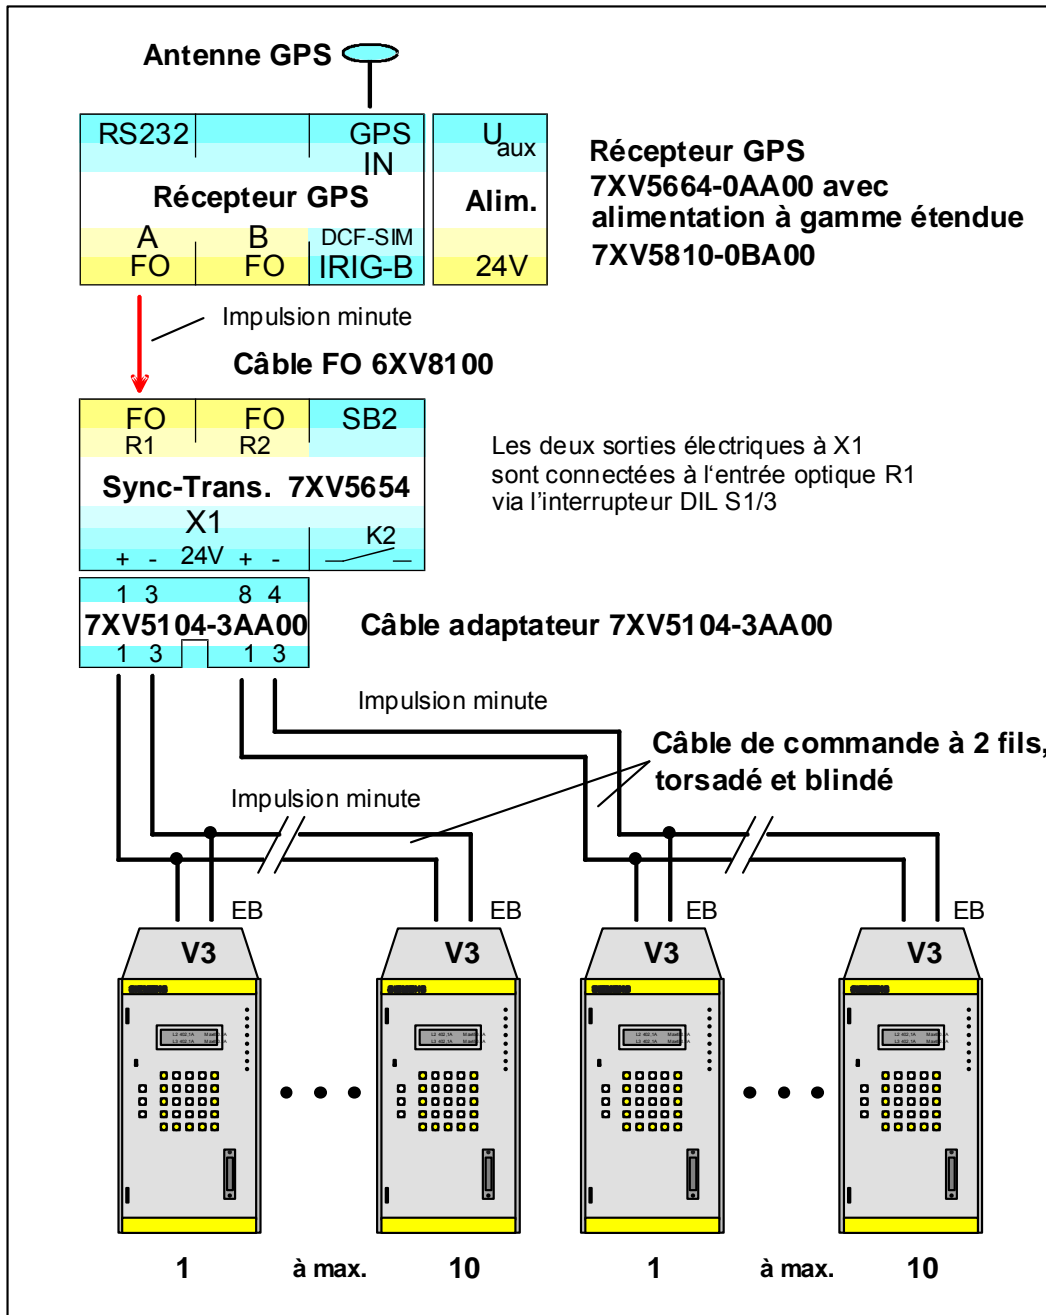 Antenne GPS
RS232 GPS IN
U aux
Récepteur GPS
Alim.
A FO
B FO
DCF-SIM
IRIG-B
24V
Récepteur GPS
7XV5664-0AA00 avec
alimentation à gamme étendue
7XV5810-0BA00
Impulsion minute
Câble FO 6XV8100
FO R1
FO R2
SB2
Sync-Trans. 7XV5654
X1
+ - 24V + -
K2
Les deux sorties électriques à X1
sont connectées à l‘entrée optique R1
via l’interrupteur DIL S1/3
1 3 8 4
7XV5104-3AA00
1 3 1 3
Câble adaptateur 7XV5104-3AA00
Impulsion minute
Câble de commande à 2 fils,
torsadé et blindé
Impulsion minute
EB EB EB EB
V3 V3 V3 V3
SIEMENS SIEMENS SIEMENS SIEMENS
1 à max. 10 1 à max. 10